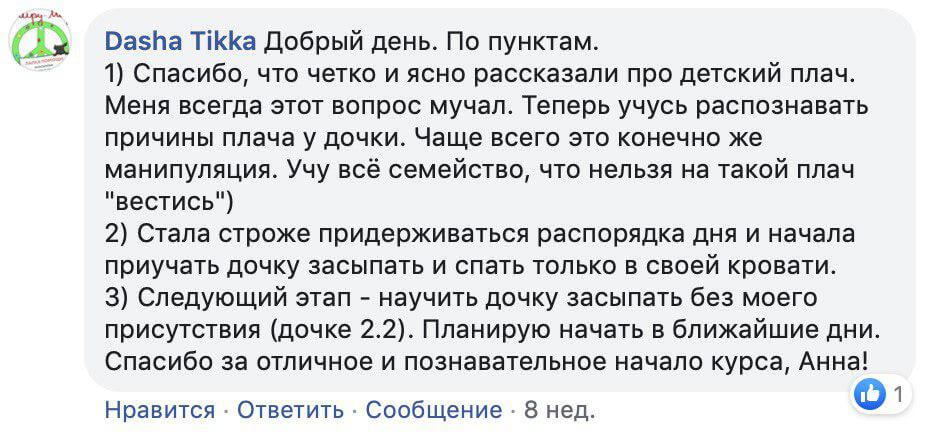 Dasha Tikka Добрый день. По пунктам.
1) Спасибо, что четко и ясно рассказали про детский плач.
Меня всегда этот вопрос мучал. Теперь учусь распознавать
причины плача у дочки. Чаще всего это конечно же
манипуляция. Учу всё семейство, что нельзя на такой плач
"вестись")
2) Стала строже придерживаться распорядка дня и начала
приучать дочку засыпать и спать только в своей кровати.
3) Следующий этап - научить дочку засыпать без моего
присутствия (дочке 2.2). Планирую начать в ближайшие дни.
Спасибо за отличное и познавательное начало курса, Анна!
1
Нравится · Ответить · Сообщение · 8 нед.